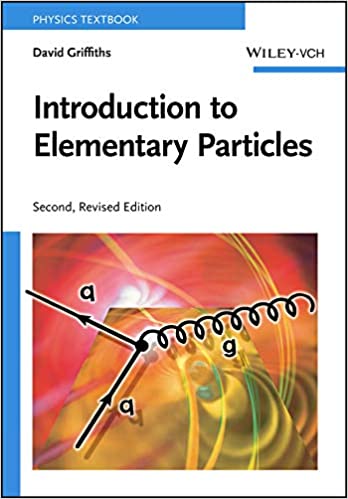 PHYSICS TEXTBOOK
David Griffiths
WILEY-VCH
Introduction to
Elementary Particles
Second, Revised Edition
q
g
q